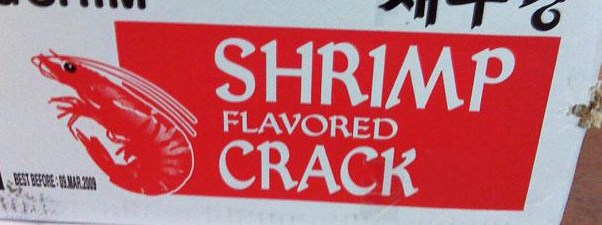 SHRIMP
FLAVORED
CRACK
BEST BEFORE : 09.MAR.2009